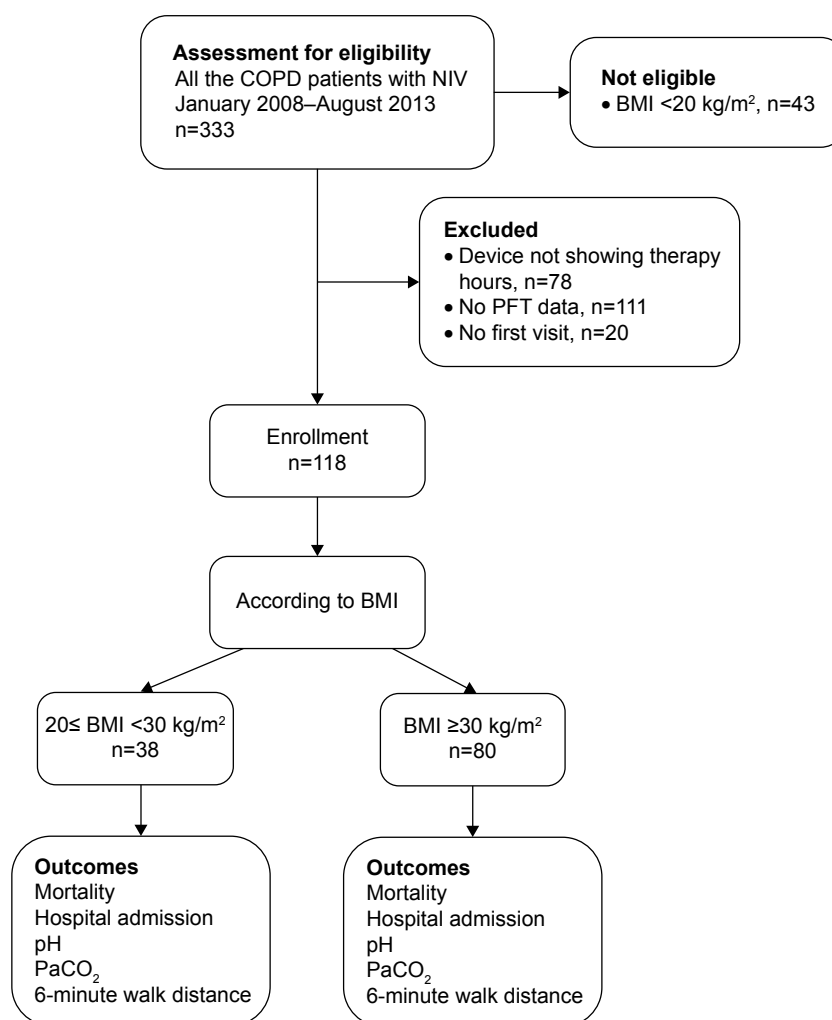 Assessment for eligibility
All the COPD patients with NIV
January 2008–August 2013
n=333
Not eligible
• BMI <20 kg/m², n=43
Excluded
• Device not showing therapy
hours, n=78
• No PFT data, n=111
• No first visit, n=20
Enrollment
n=118
According to BMI
20≤ BMI <30 kg/m²
n=38
BMI ≥30 kg/m²
n=80
Outcomes
Mortality
Hospital admission
pH
PaCO₂
6-minute walk distance
Outcomes
Mortality
Hospital admission
pH
PaCO₂
6-minute walk distance